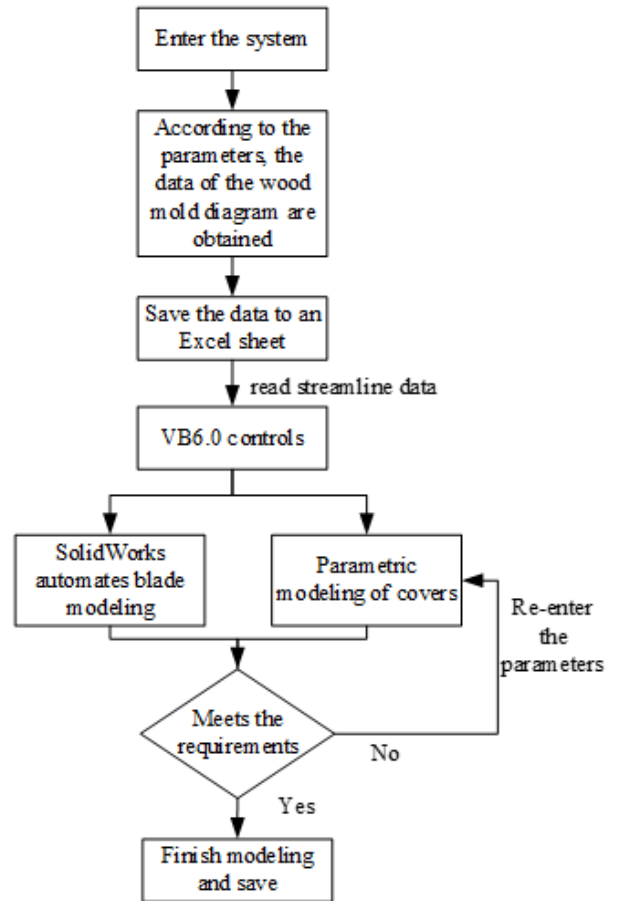 Enter the system
According to the
parameters, the
data of the wood
mold diagram are
obtained
Save the data to an
Excel sheet
read streamline data
VB6.0 controls
SolidWorks
automates blade
modeling
Parametric
modeling of covers
Re-enter
the
parameters
Meets the
requirements
No
Yes
Finish modeling
and save